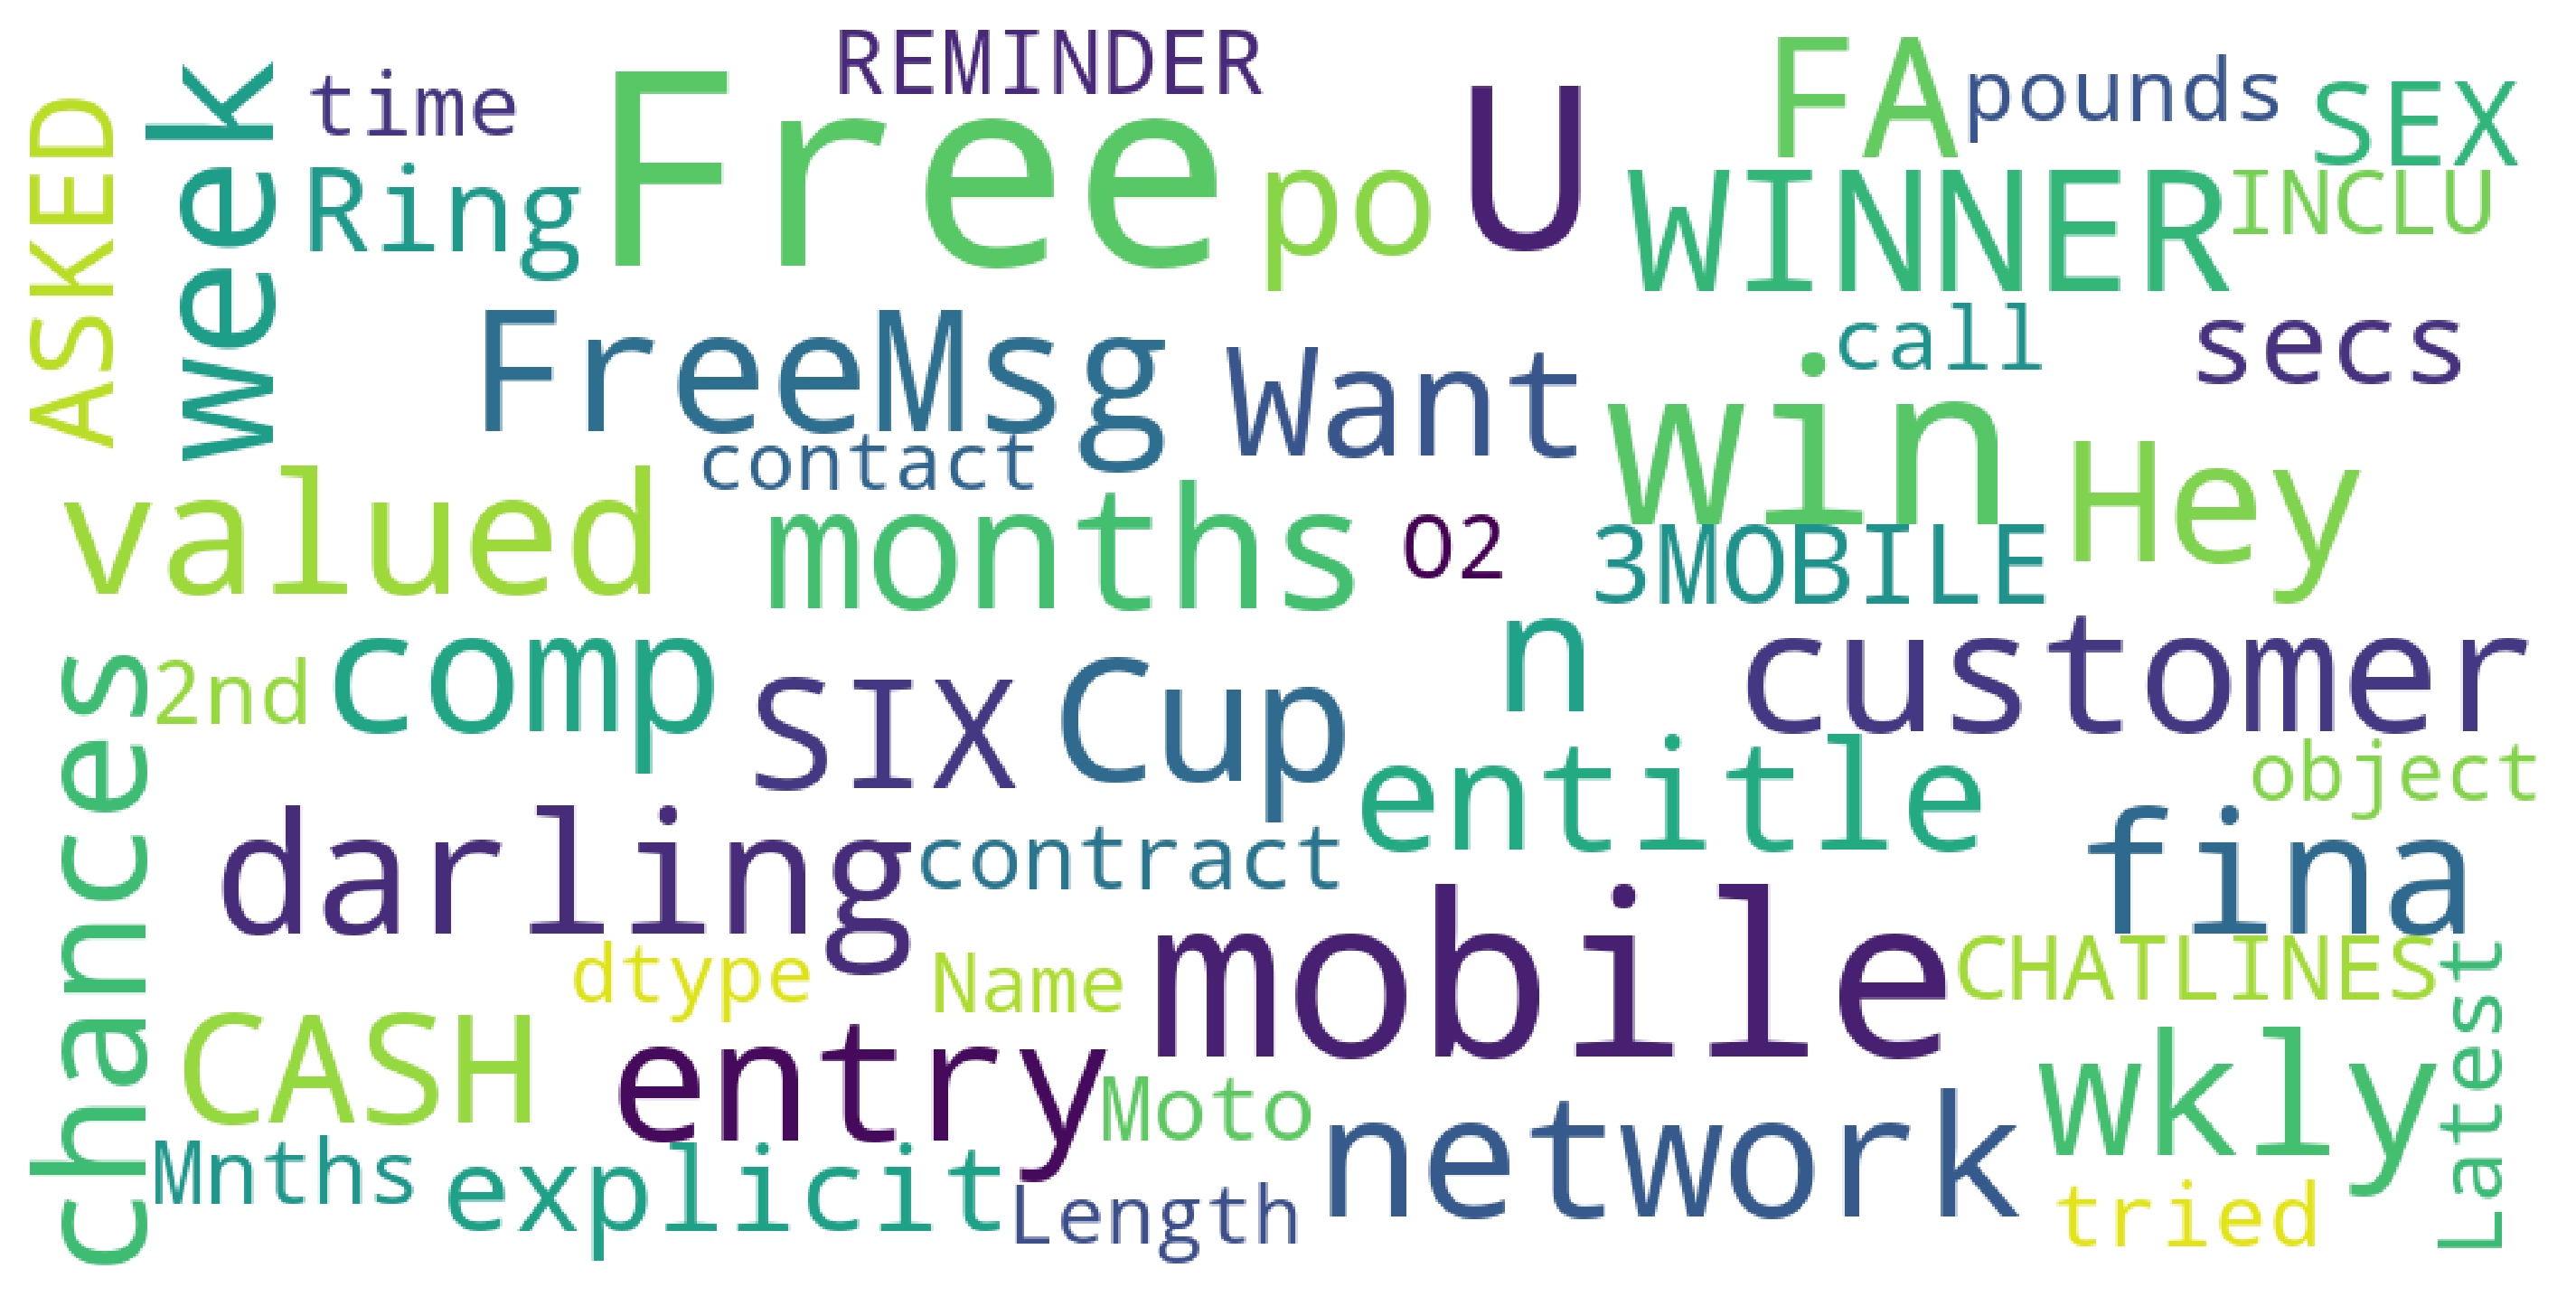 REMINDER
time
Free
U
FA
pounds
SEX
ASKED
week
Ring
po
WINNER
INCLU
FreeMsg
Want
call
secs
contact
win
Hey
valued
months
O2
3MOBILE
chances
2nd
comp
SIX
Cup
n
customer
entitle
object
darling
contract
fina
dtype
Name
mobile
CHATLINES
Latest
CASH
entry
Moto
network
wkly
Mnths
explicit
Length
tried